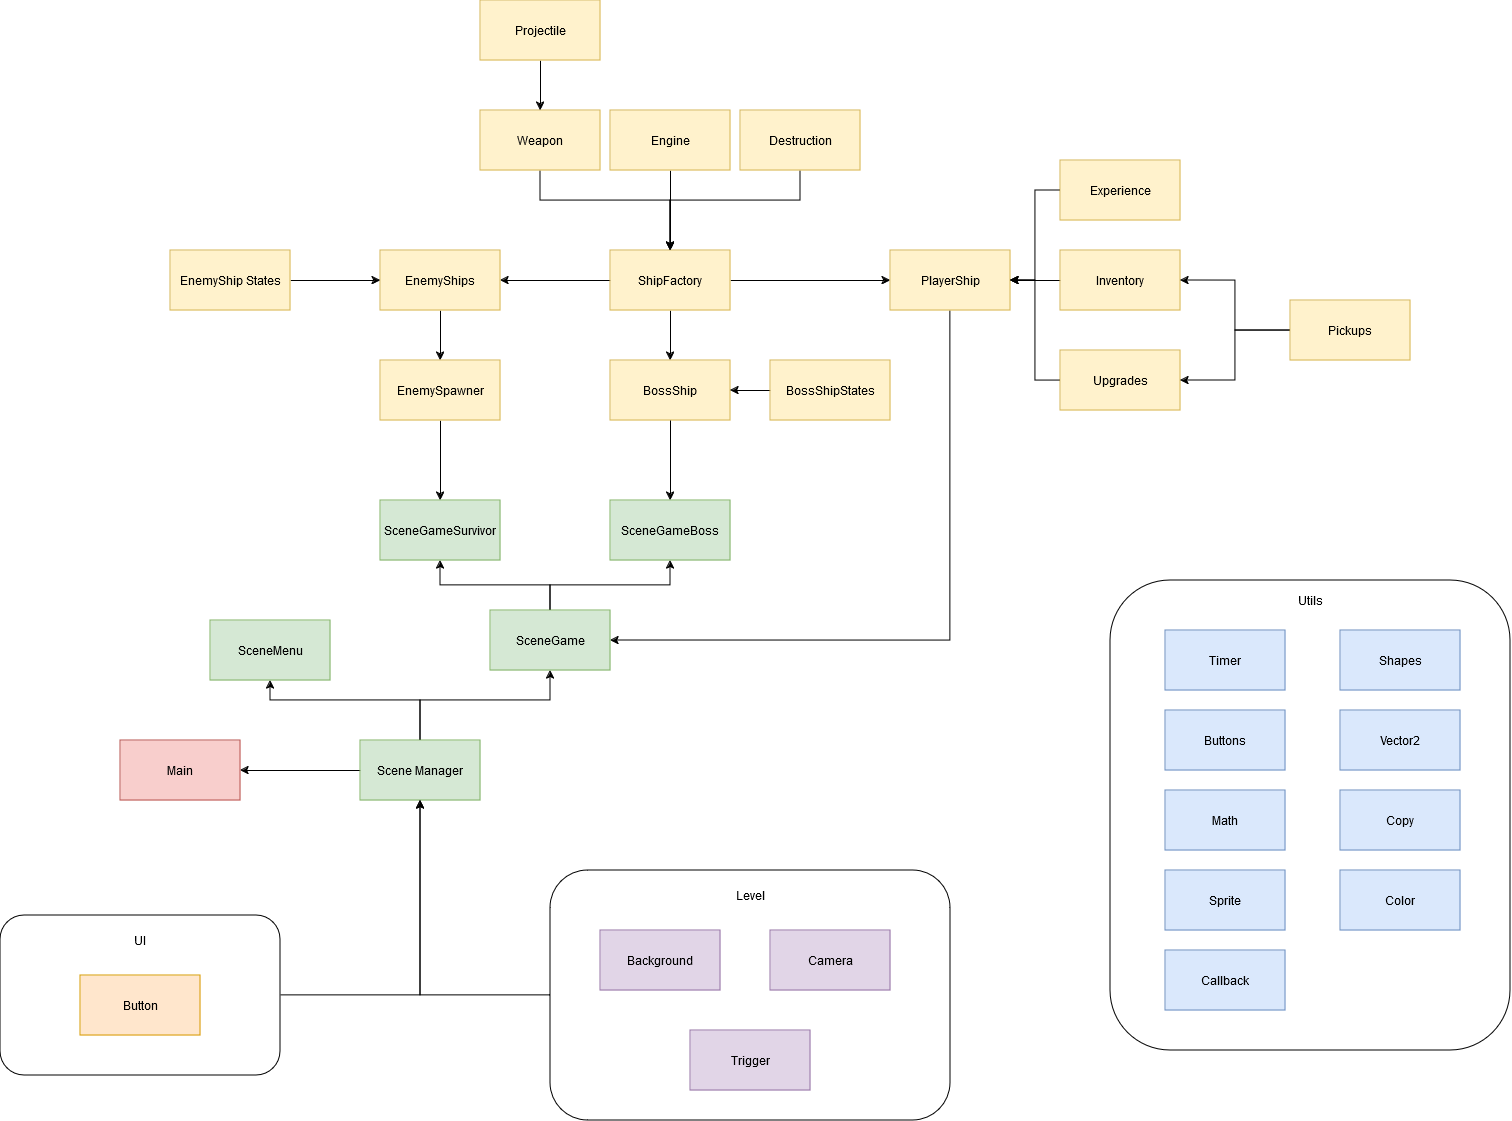 Projectile
Weapon
Engine
Destruction
Experience
EnemyShip States
EnemyShips
ShipFactory
PlayerShip
Inventory
Pickups
EnemySpawner
BossShip
BossShipStates
Upgrades
SceneGameSurvivor
SceneGameBoss
SceneMenu
SceneGame
Main
Scene Manager
Utils
Timer
Shapes
Buttons
Vector2
Math
Copy
Sprite
Color
Callback
UI
Button
Level
Background
Camera
Trigger